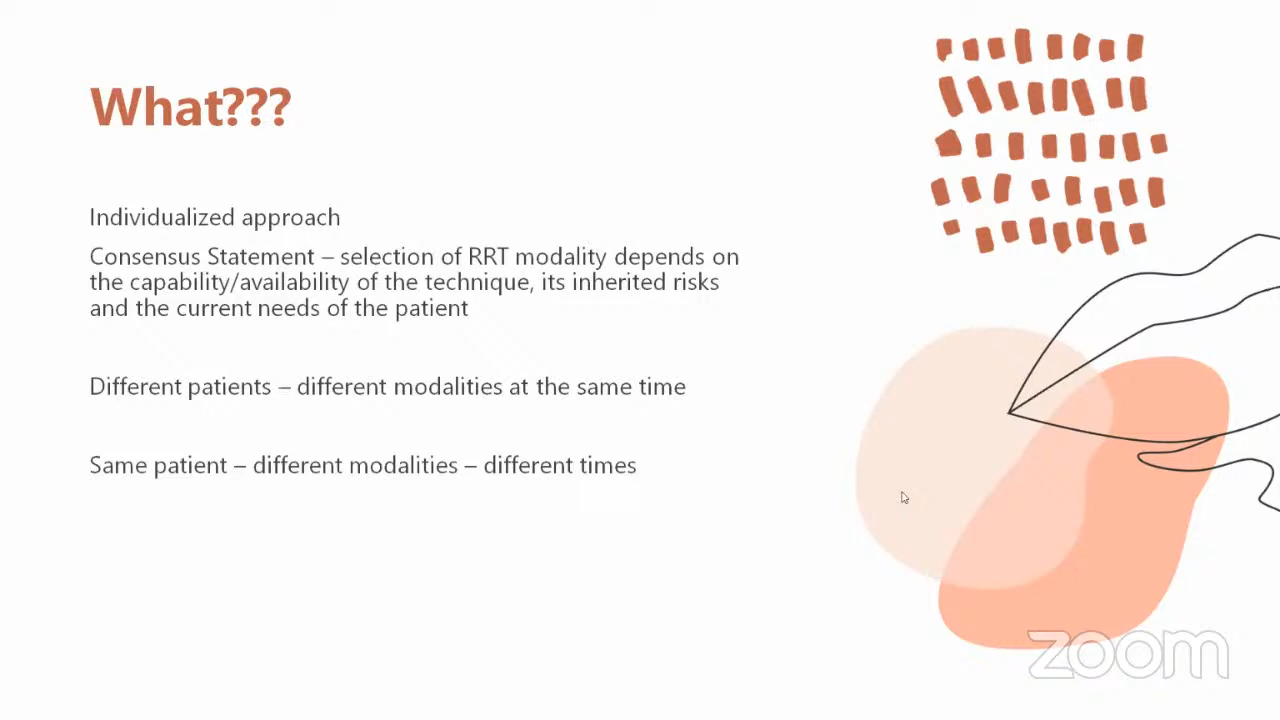 What???
Individualized approach
Consensus Statement – selection of RRT modality depends on
the capability/availability of the technique, its inherited risks
and the current needs of the patient
Different patients – different modalities at the same time
Same patient – different modalities – different times
zoom